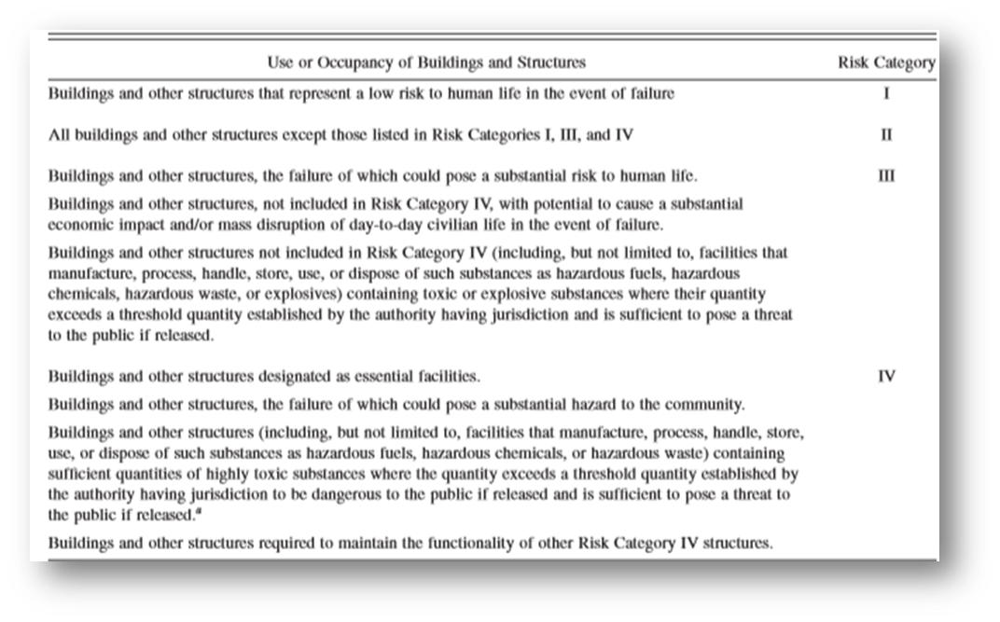 Use or Occupancy of Buildings and Structures Risk Category
Buildings and other structures that represent a low risk to human life in the event of failure I
All buildings and other structures except those listed in Risk Categories I, III, and IV II
Buildings and other structures, the failure of which could pose a substantial risk to human life. III
Buildings and other structures, not included in Risk Category IV, with potential to cause a substantial
economic impact and/or mass disruption of day-to-day civilian life in the event of failure.
Buildings and other structures not included in Risk Category IV (including, but not limited to, facilities that
manufacture, process, handle, store, use, or dispose of such substances as hazardous fuels, hazardous
chemicals, hazardous waste, or explosives) containing toxic or explosive substances where their quantity
exceeds a threshold quantity established by the authority having jurisdiction and is sufficient to pose a threat
to the public if released.
Buildings and other structures designated as essential facilities. IV
Buildings and other structures, the failure of which could pose a substantial hazard to the community.
Buildings and other structures (including, but not limited to, facilities that manufacture, process, handle, store,
use, or dispose of such substances as hazardous fuels, hazardous chemicals, or hazardous waste) containing
sufficient quantities of highly toxic substances where the quantity exceeds a threshold quantity established by
the authority having jurisdiction to be dangerous to the public if released and is sufficient to pose a threat to
the public if released.ᵃ
Buildings and other structures required to maintain the functionality of other Risk Category IV structures.